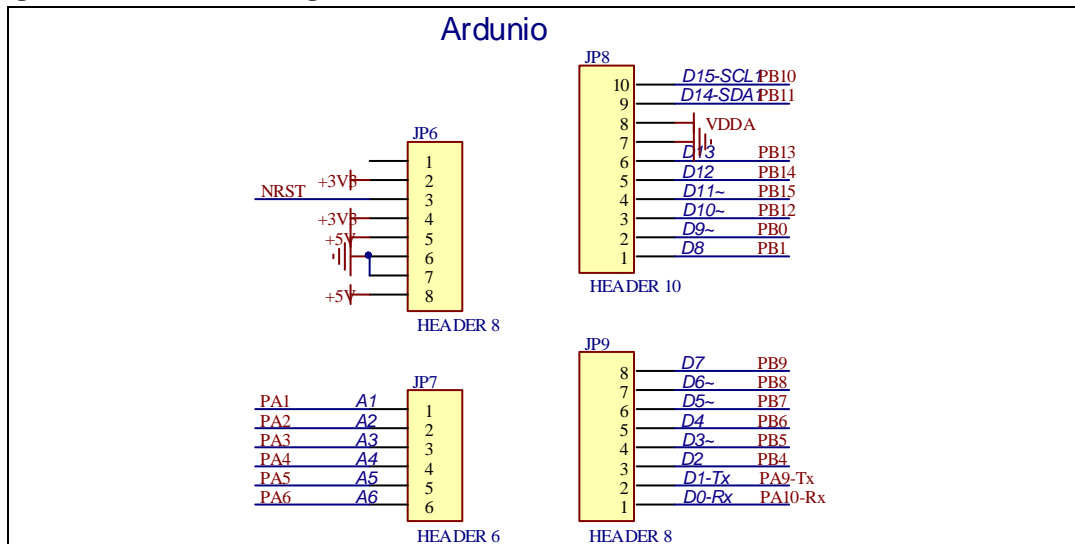 Ardunio
JP6
1
+3V3 2
NRST 3
+3V3 4
+5V 5
6
7
+5V 8
HEADER 8
JP8
10 D15-SCL1 PB10
9 D14-SDA1 PB11
8 VDDA
7
6 D13 PB13
5 D12 PB14
4 D11~ PB15
3 D10~ PB12
2 D9~ PB0
1 D8 PB1
HEADER 10
JP7
PA1 A1 1
PA2 A2 2
PA3 A3 3
PA4 A4 4
PA5 A5 5
PA6 A6 6
HEADER 6
JP9
8 D7 PB9
7 D6~ PB8
6 D5~ PB7
5 D4 PB6
4 D3~ PB5
3 D2 PB4
2 D1-Tx PA9-Tx
1 D0-Rx PA10-Rx
HEADER 8